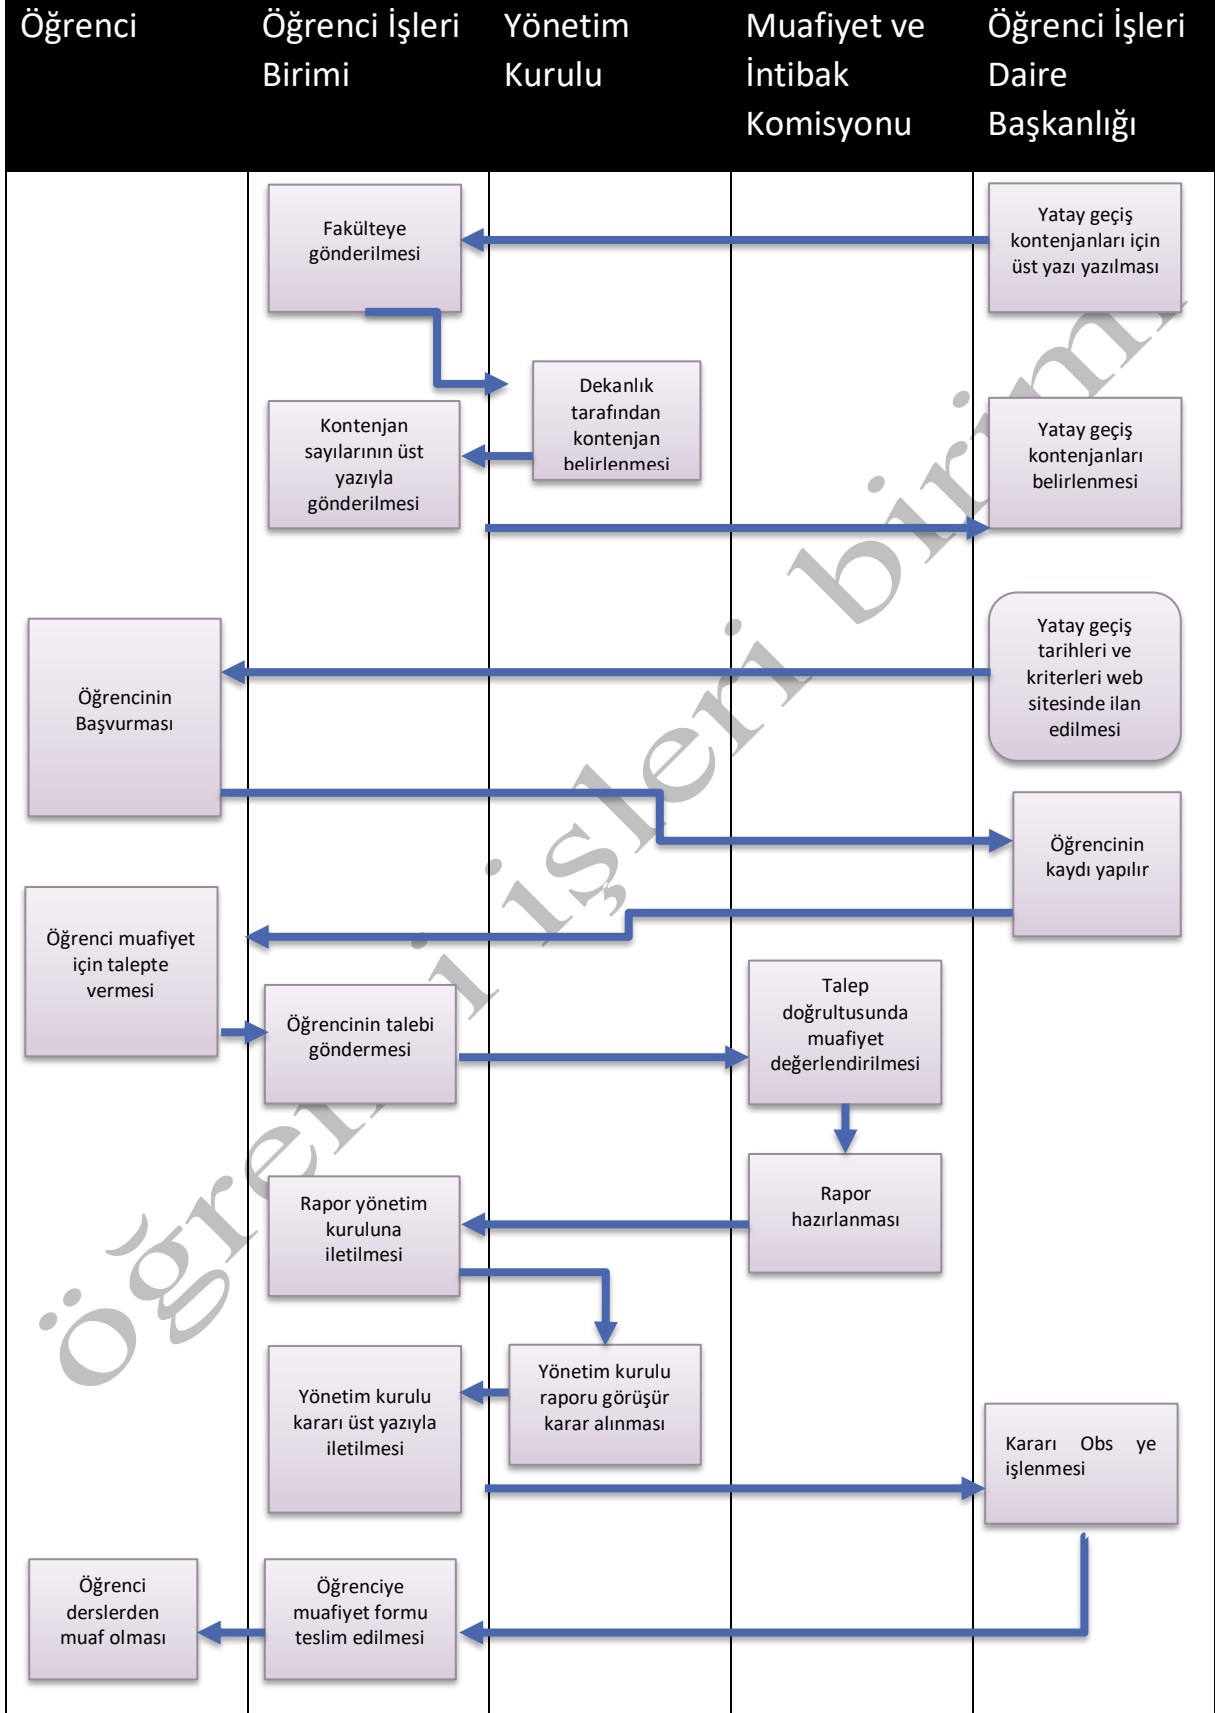 Öğrenci
Öğrenci İşleri
Birimi
Yönetim
Kurulu
Muafiyet ve
İntibak
Komisyonu
Öğrenci İşleri
Daire
Başkanlığı
Fakülteye
gönderilmesi
Yatay geçiş
kontenjanları için
üst yazı yazılması
Dekanlık
tarafından
kontenjan
belirlenmesi
Kontenjan
sayılarının üst
yazıyla
gönderilmesi
Yatay geçiş
kontenjanları
belirlenmesi
Yatay geçiş
tarihleri ve
kriterleri web
sitesinde ilan
edilmesi
Öğrencinin
Başvurması
Öğrencinin
kaydı yapılır
Öğrenci muafiyet
için talepte
vermesi
Öğrencinin talebi
göndermesi
Talep
doğrultusunda
muafiyet
değerlendirilmesi
Rapor
hazırlanması
Rapor yönetim
kuruluna
iletilmesi
Yönetim kurulu
raporu görüşür
karar alınması
Yönetim kurulu
kararı üst yazıyla
iletilmesi
Kararı Obs ye
işlenmesi
Öğrenciye
muafiyet formu
teslim edilmesi
Öğrenci
derslerden
muaf olması
Öğrenci işleri birimi